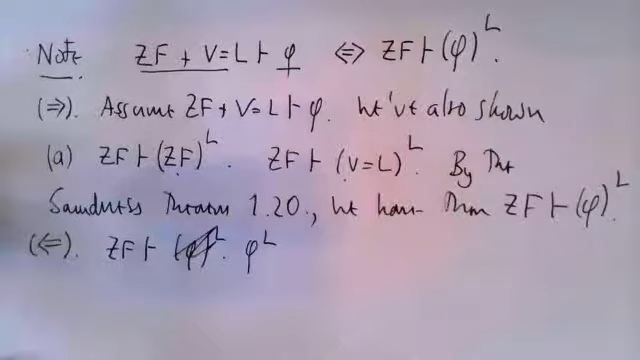 Note ZF + V=L ⊢ φ ⇔ ZF ⊢ (φ)^L.
(⇒). Assume ZF + V=L ⊢ φ. We've also shown
(a) ZF ⊢ (ZF)^L. ZF ⊢ (V=L)^L. By the
Soundness Theorem 1.20., we have then ZF ⊢ (φ)^L.
(⇐). ZF ⊢ φ^L